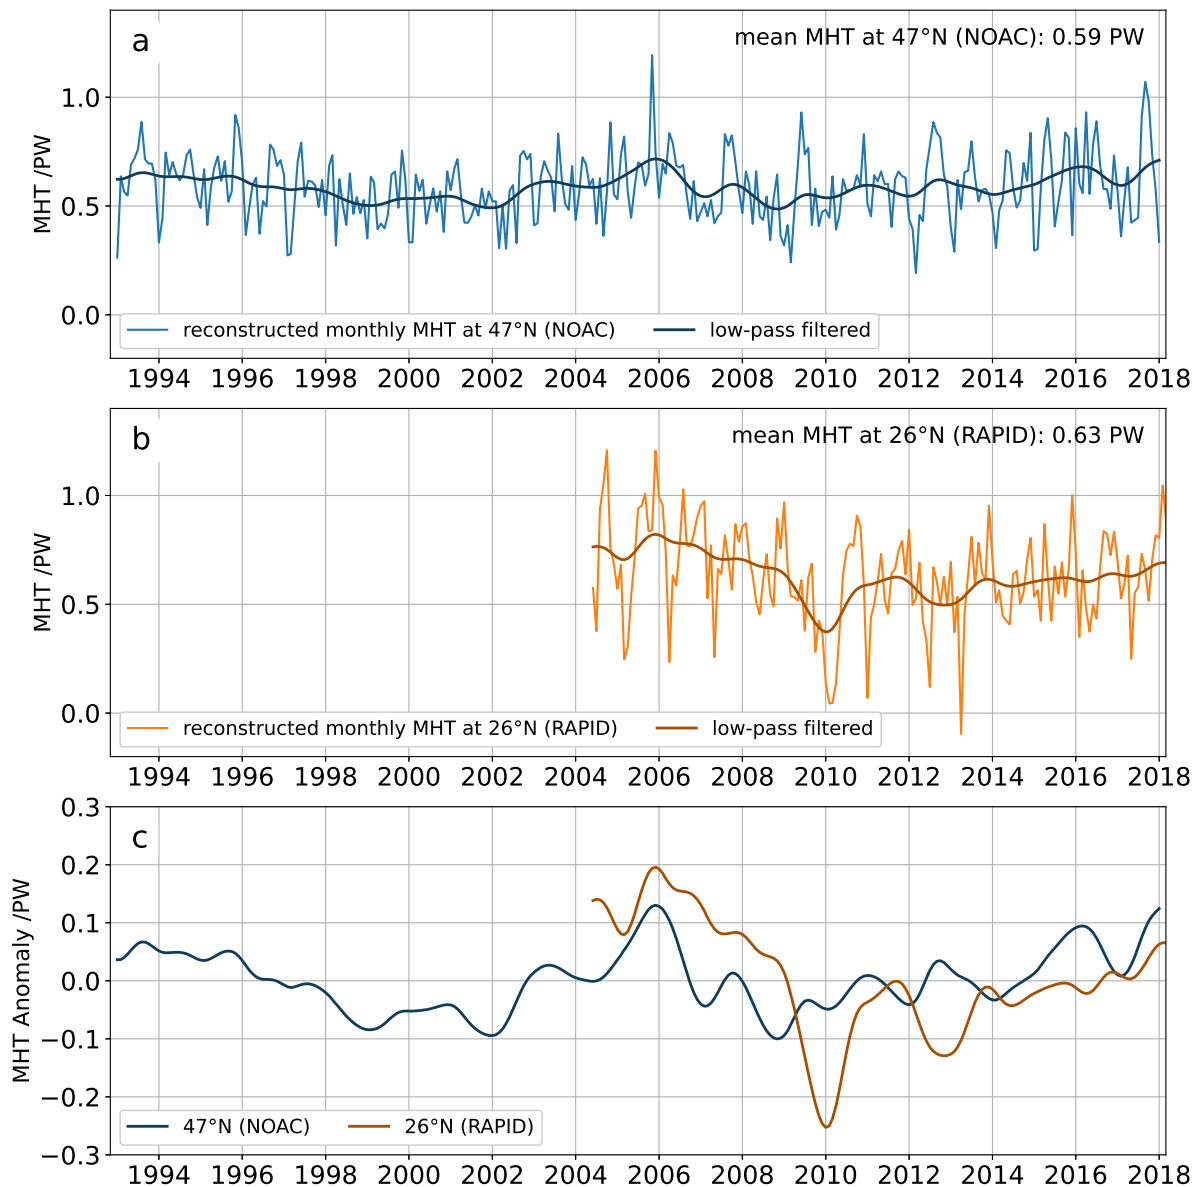 a
mean MHT at 47°N (NOAC): 0.59 PW
MHT /PW
1.0
0.5
0.0
reconstructed monthly MHT at 47°N (NOAC) low-pass filtered
1994 1996 1998 2000 2002 2004 2006 2008 2010 2012 2014 2016 2018
b
mean MHT at 26°N (RAPID): 0.63 PW
MHT /PW
1.0
0.5
0.0
reconstructed monthly MHT at 26°N (RAPID) low-pass filtered
1994 1996 1998 2000 2002 2004 2006 2008 2010 2012 2014 2016 2018
c
MHT Anomaly /PW
0.3
0.2
0.1
0.0
−0.1
−0.2
−0.3
47°N (NOAC) 26°N (RAPID)
1994 1996 1998 2000 2002 2004 2006 2008 2010 2012 2014 2016 2018